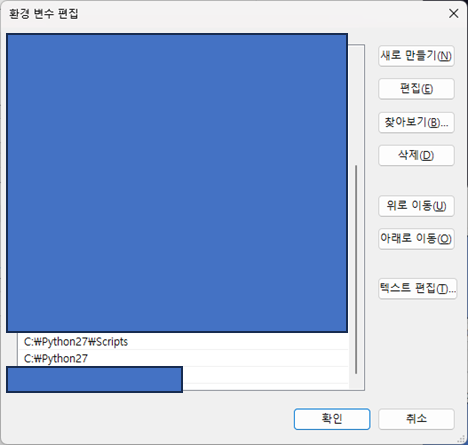 환경 변수 편집
새로 만들기(N)
편집(E)
찾아보기(B)...
삭제(D)
위로 이동(U)
아래로 이동(O)
텍스트 편집(T)...
C:₩Python27₩Scripts
C:₩Python27
확인
취소